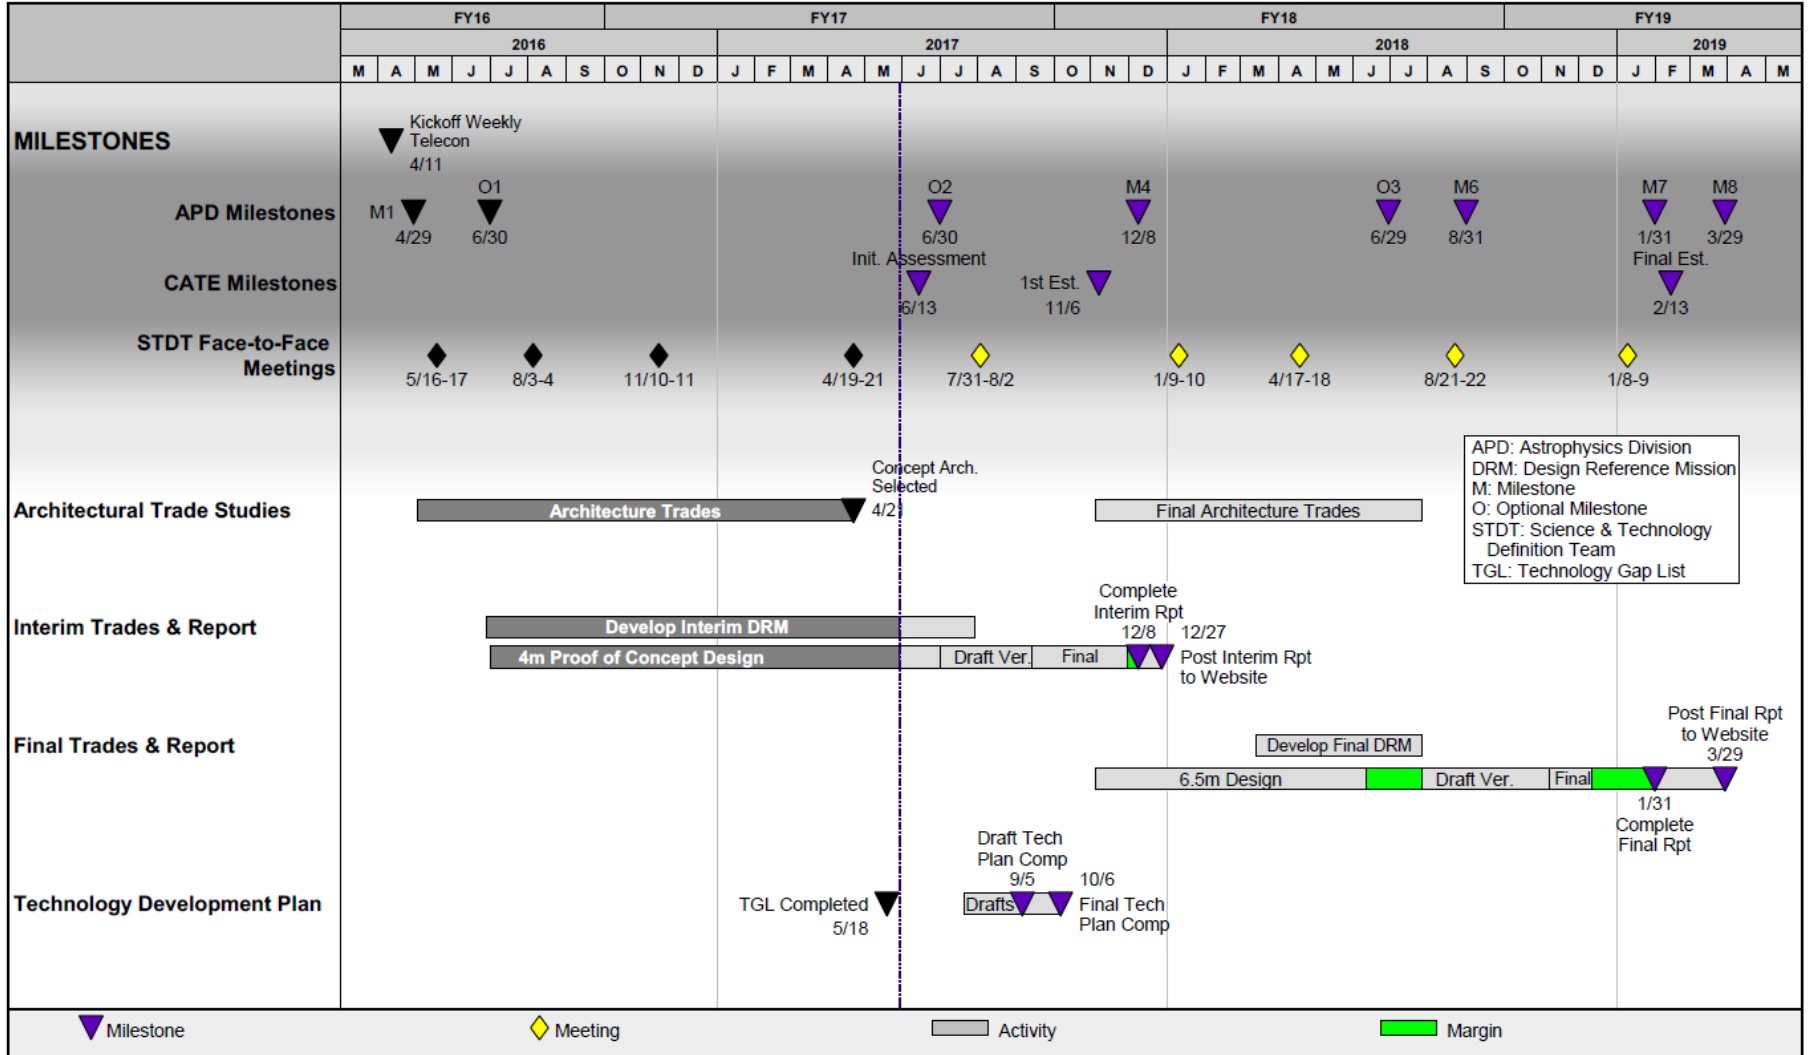 FY16 FY17 FY18 FY19
2016 2017 2018 2019
M A M J J A S O N D J F M A M J J A S O N D J F M A M J J A S O N D J F M A M
MILESTONES
Kickoff Weekly
Telecon
4/11
O1 O2 M4 O3 M6 M7 M8
APD Milestones M1
4/29 6/30 6/30 12/8 6/29 8/31 1/31 3/29
Init. Assessment Final Est.
CATE Milestones 1st Est.
6/13 11/6 2/13
STDT Face-to-Face
Meetings
5/16-17 8/3-4 11/10-11 4/19-21 7/31-8/2 1/9-10 4/17-18 8/21-22 1/8-9
APD: Astrophysics Division
DRM: Design Reference Mission
M: Milestone
O: Optional Milestone
STDT: Science & Technology
Definition Team
TGL: Technology Gap List
Concept Arch.
Selected
Architectural Trade Studies Architecture Trades 4/21 Final Architecture Trades
Complete
Interim Rpt
Interim Trades & Report Develop Interim DRM 12/8 12/27
4m Proof of Concept Design Draft Ver. Final Post Interim Rpt
to Website
Post Final Rpt
to Website
3/29
Final Trades & Report Develop Final DRM
6.5m Design Draft Ver. Final
1/31
Complete
Final Rpt
Draft Tech
Plan Comp
9/5 10/6
Technology Development Plan TGL Completed Drafts Final Tech
5/18 Plan Comp
Milestone Meeting Activity Margin